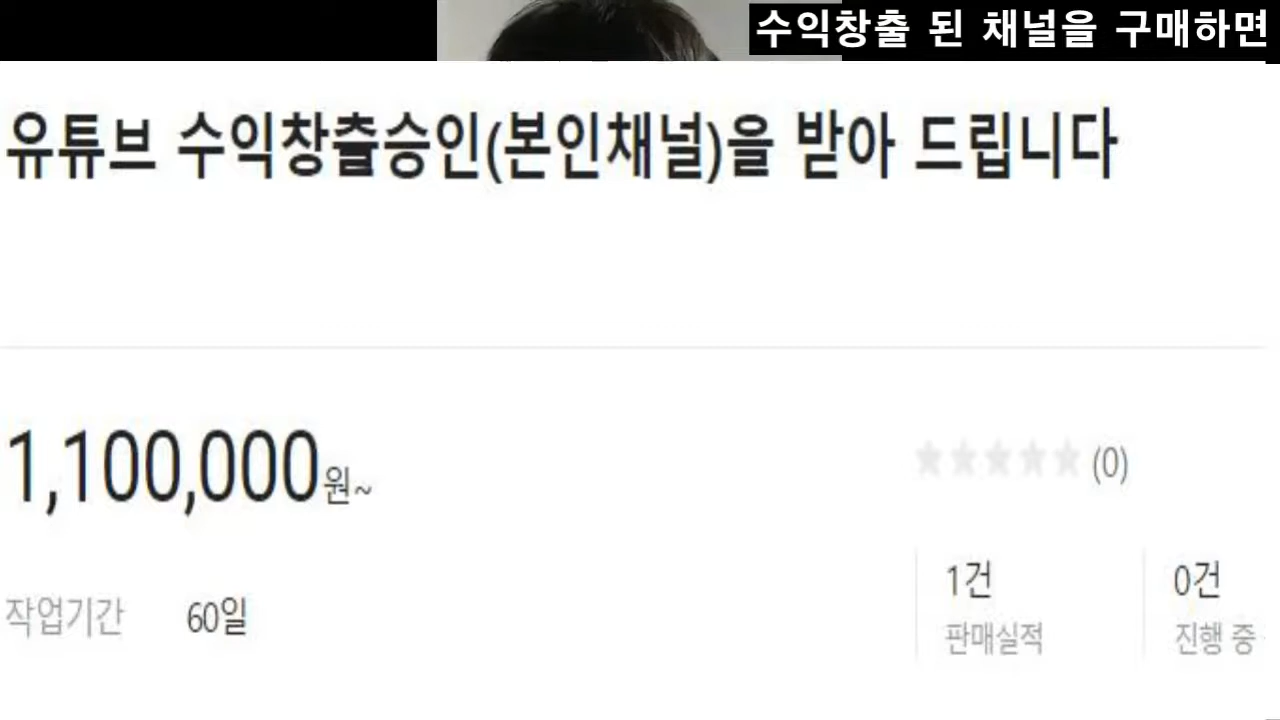 수익창출 된 채널을 구매하면
유튜브 수익창출승인(본인채널)을 받아 드립니다
1,100,000원~
(0)
작업기간 60일
1건
판매실적
0건
진행 중